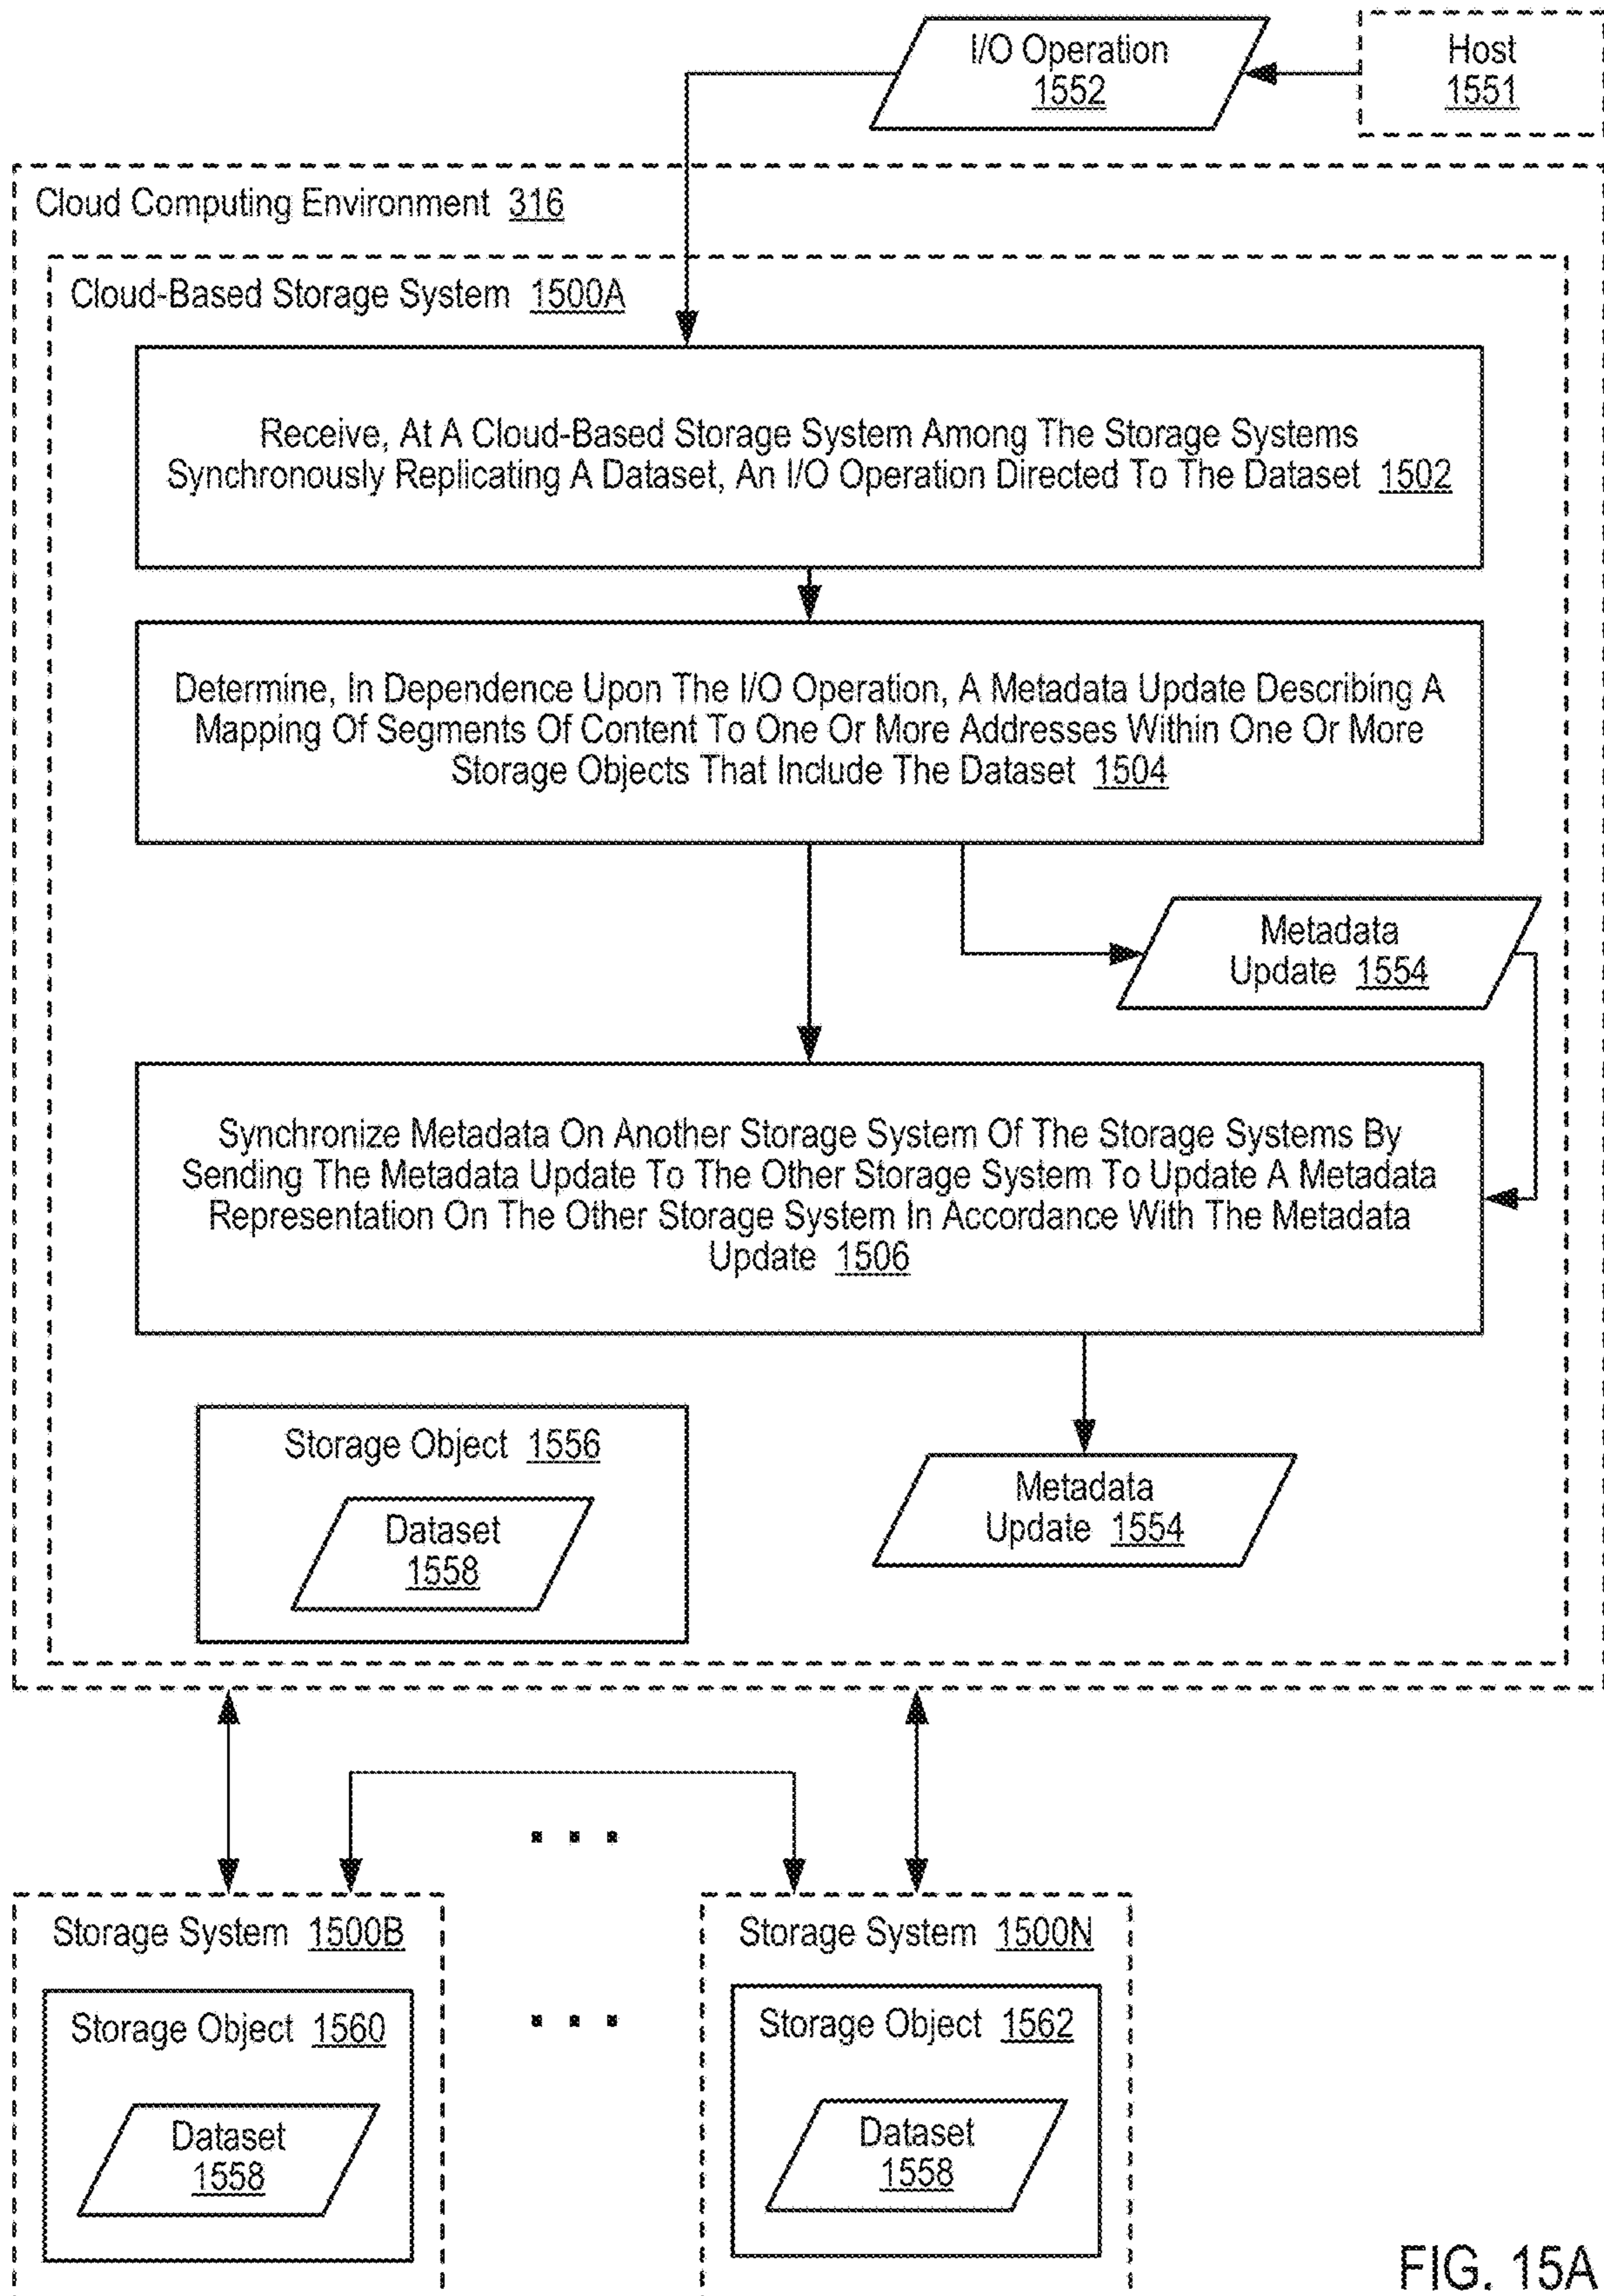 I/O Operation
1552
Host
1551
Cloud Computing Environment 316
Cloud-Based Storage System 1500A
Receive, At A Cloud-Based Storage System Among The Storage Systems
Synchronously Replicating A Dataset, An I/O Operation Directed To The Dataset 1502
Determine, In Dependence Upon The I/O Operation, A Metadata Update Describing A
Mapping Of Segments Of Content To One Or More Addresses Within One Or More
Storage Objects That Include The Dataset 1504
Metadata
Update 1554
Synchronize Metadata On Another Storage System Of The Storage Systems By
Sending The Metadata Update To The Other Storage System To Update A Metadata
Representation On The Other Storage System In Accordance With The Metadata
Update 1506
Storage Object 1556
Dataset
1558
Metadata
Update 1554
. . .
Storage System 1500B
Storage Object 1560
Dataset
1558
. . .
Storage System 1500N
Storage Object 1562
Dataset
1558
FIG. 15A